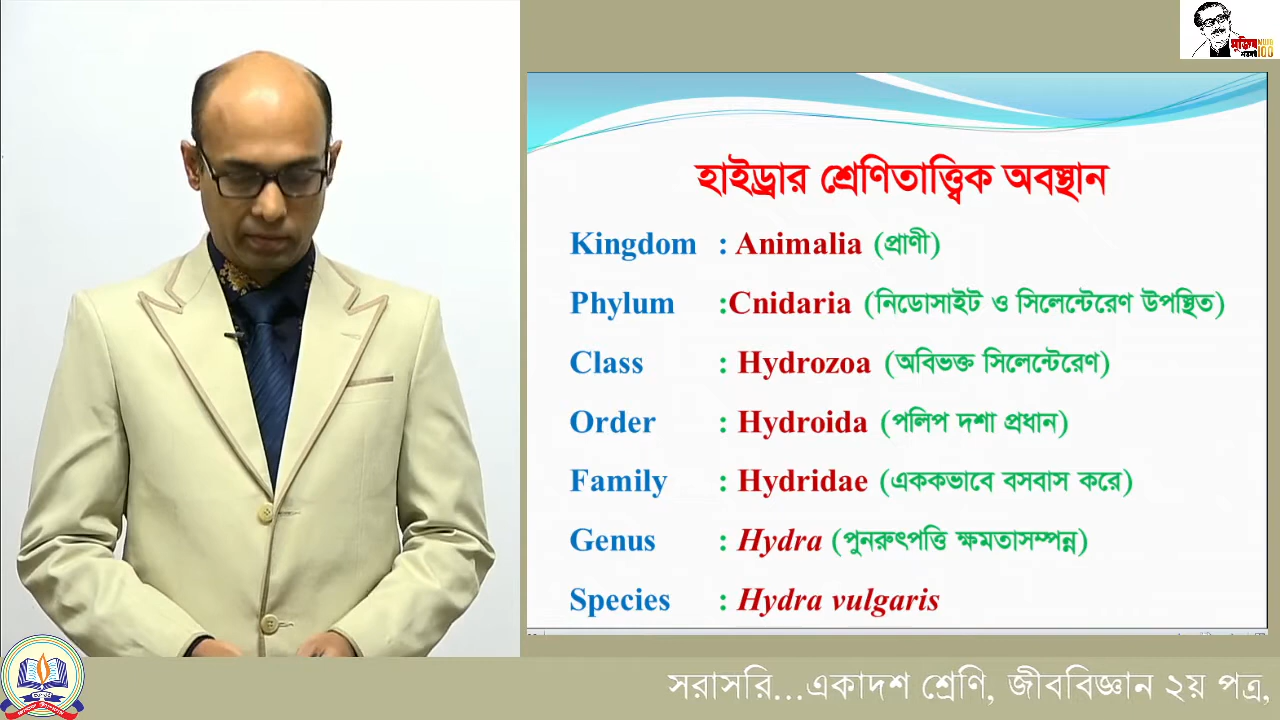 হাইড্রার শ্রেণিতাত্ত্বিক অবস্থান
Kingdom : Animalia (প্রাণী)
Phylum :Cnidaria (নিডোসাইট ও সিলেন্টেরেণ উপস্থিত)
Class : Hydrozoa (অবিভক্ত সিলেন্টেরেণ)
Order : Hydroida (পলিপ দশা প্রধান)
Family : Hydridae (এককভাবে বসবাস করে)
Genus : Hydra (পুনরুৎপত্তি ক্ষমতাসম্পন্ন)
Species : Hydra vulgaris
সরাসরি...একাদশ শ্রেণি, জীববিজ্ঞান ২য় পত্র,